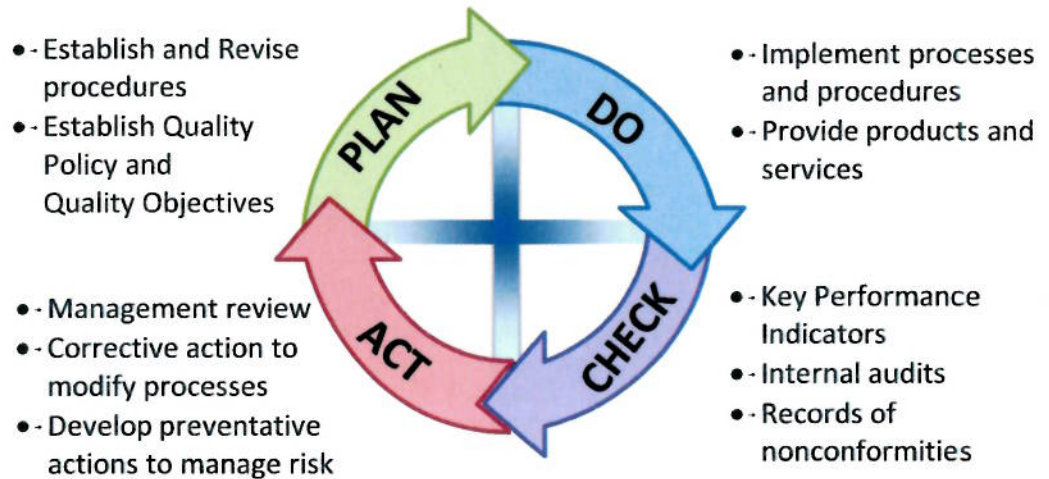 • - Establish and Revise
procedures
• - Establish Quality
Policy and
Quality Objectives
PLAN
DO
• - Implement processes
and procedures
• - Provide products and
services
• - Management review
• - Corrective action to
modify processes
• - Develop preventative
actions to manage risk
ACT
CHECK
• - Key Performance
Indicators
• - Internal audits
• - Records of
nonconformities